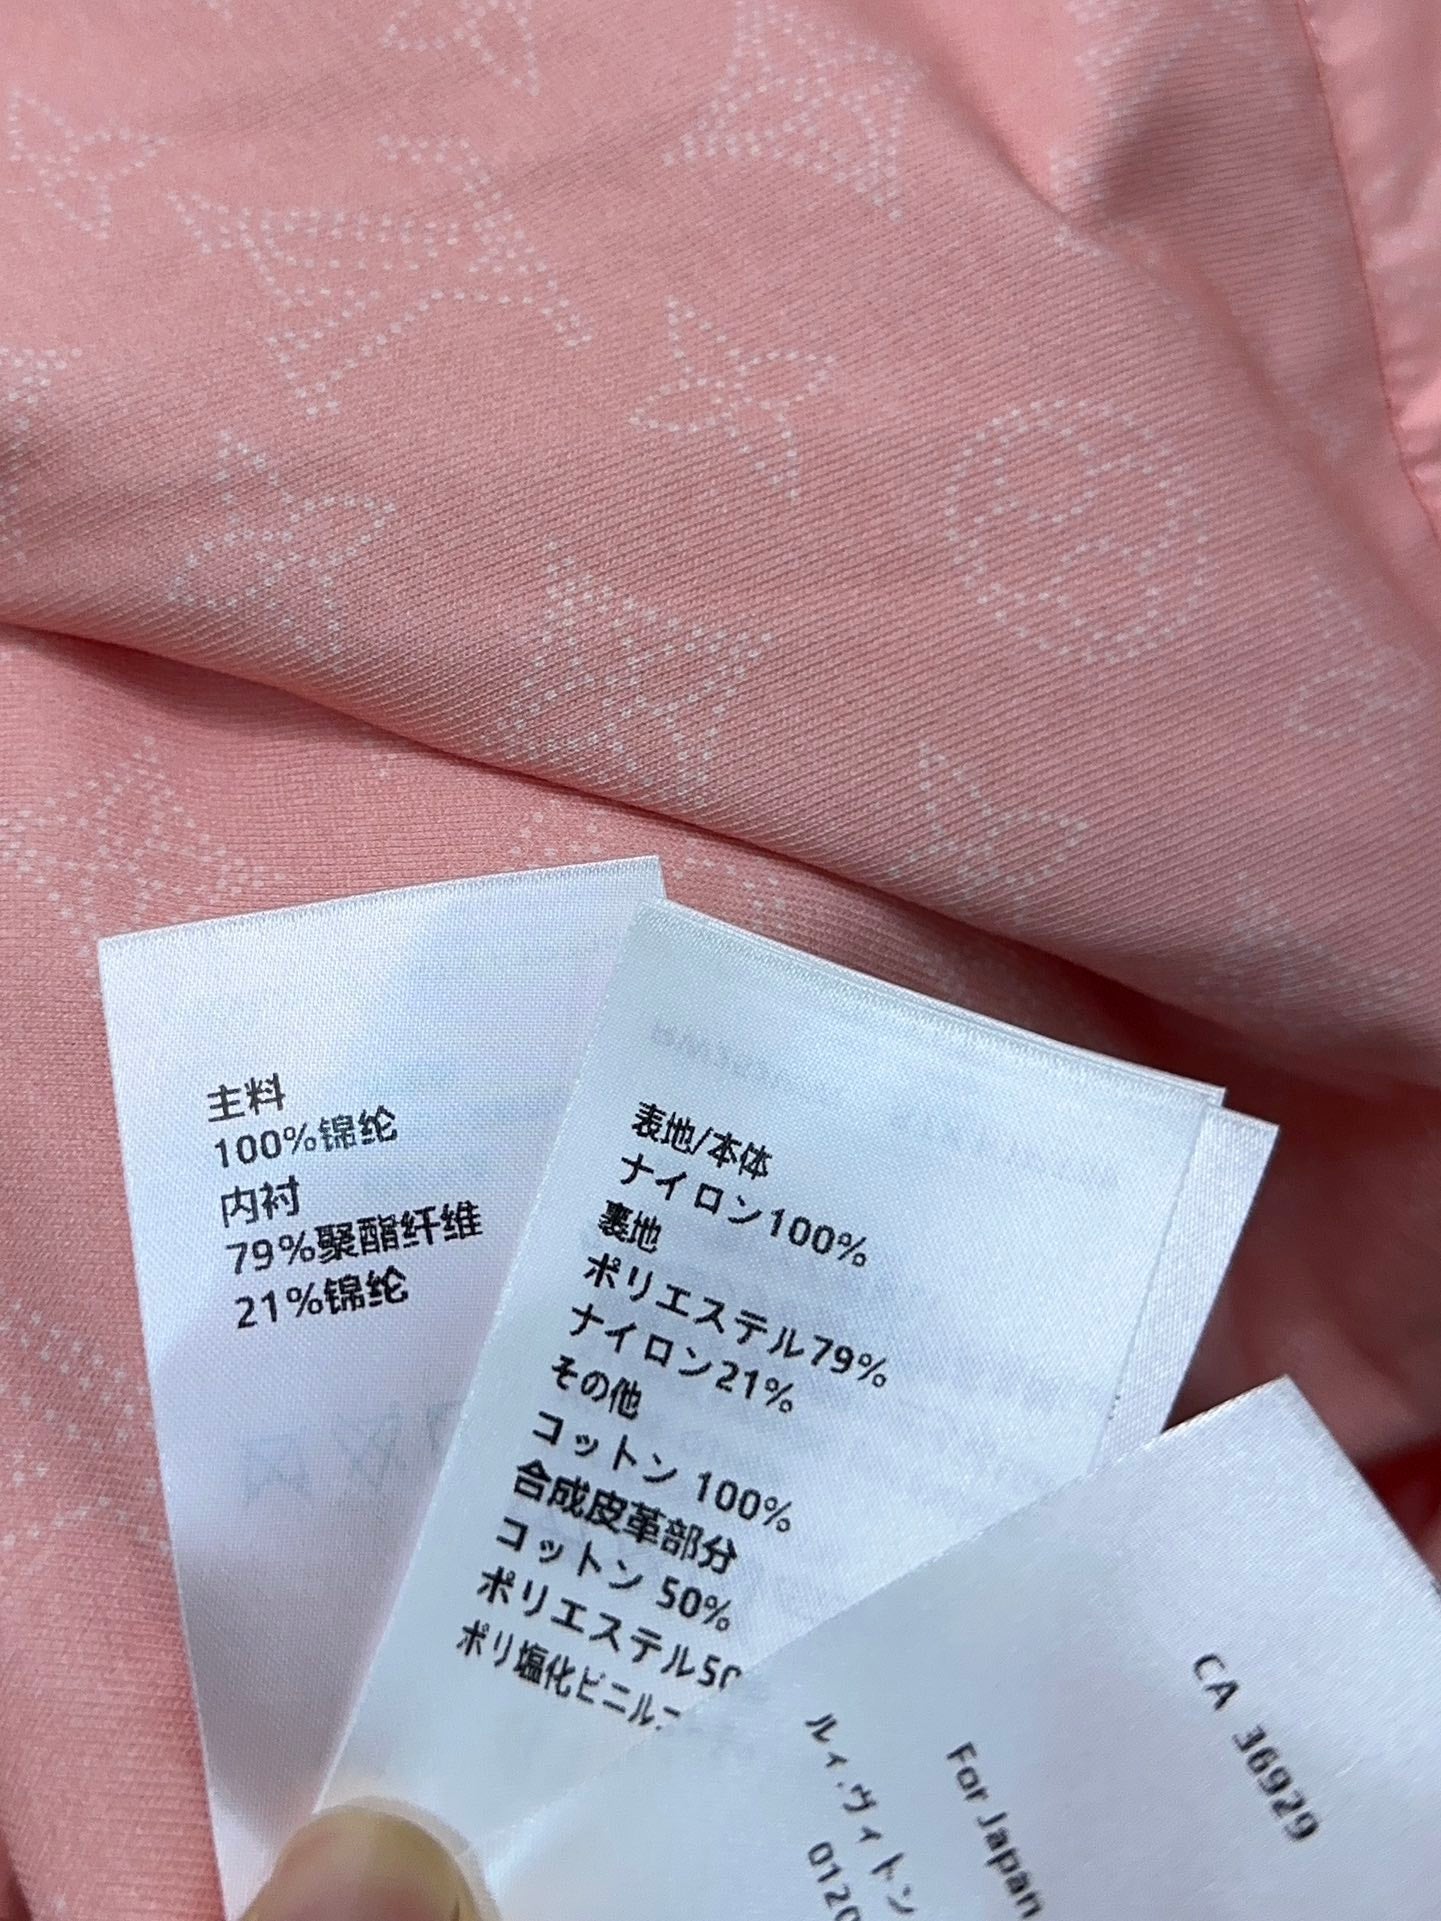 主料
100%锦纶
内衬
79%聚酯纤维
21%锦纶
表地/本体
ナイロン100%
裏地
ポリエステル79%
ナイロン21%
その他
コットン 100%
合成皮革部分
コットン 50%
ポリエステル50
ポリ塩化ビニル
CA 36929
For Japan
ルイ・ヴィトン
0120